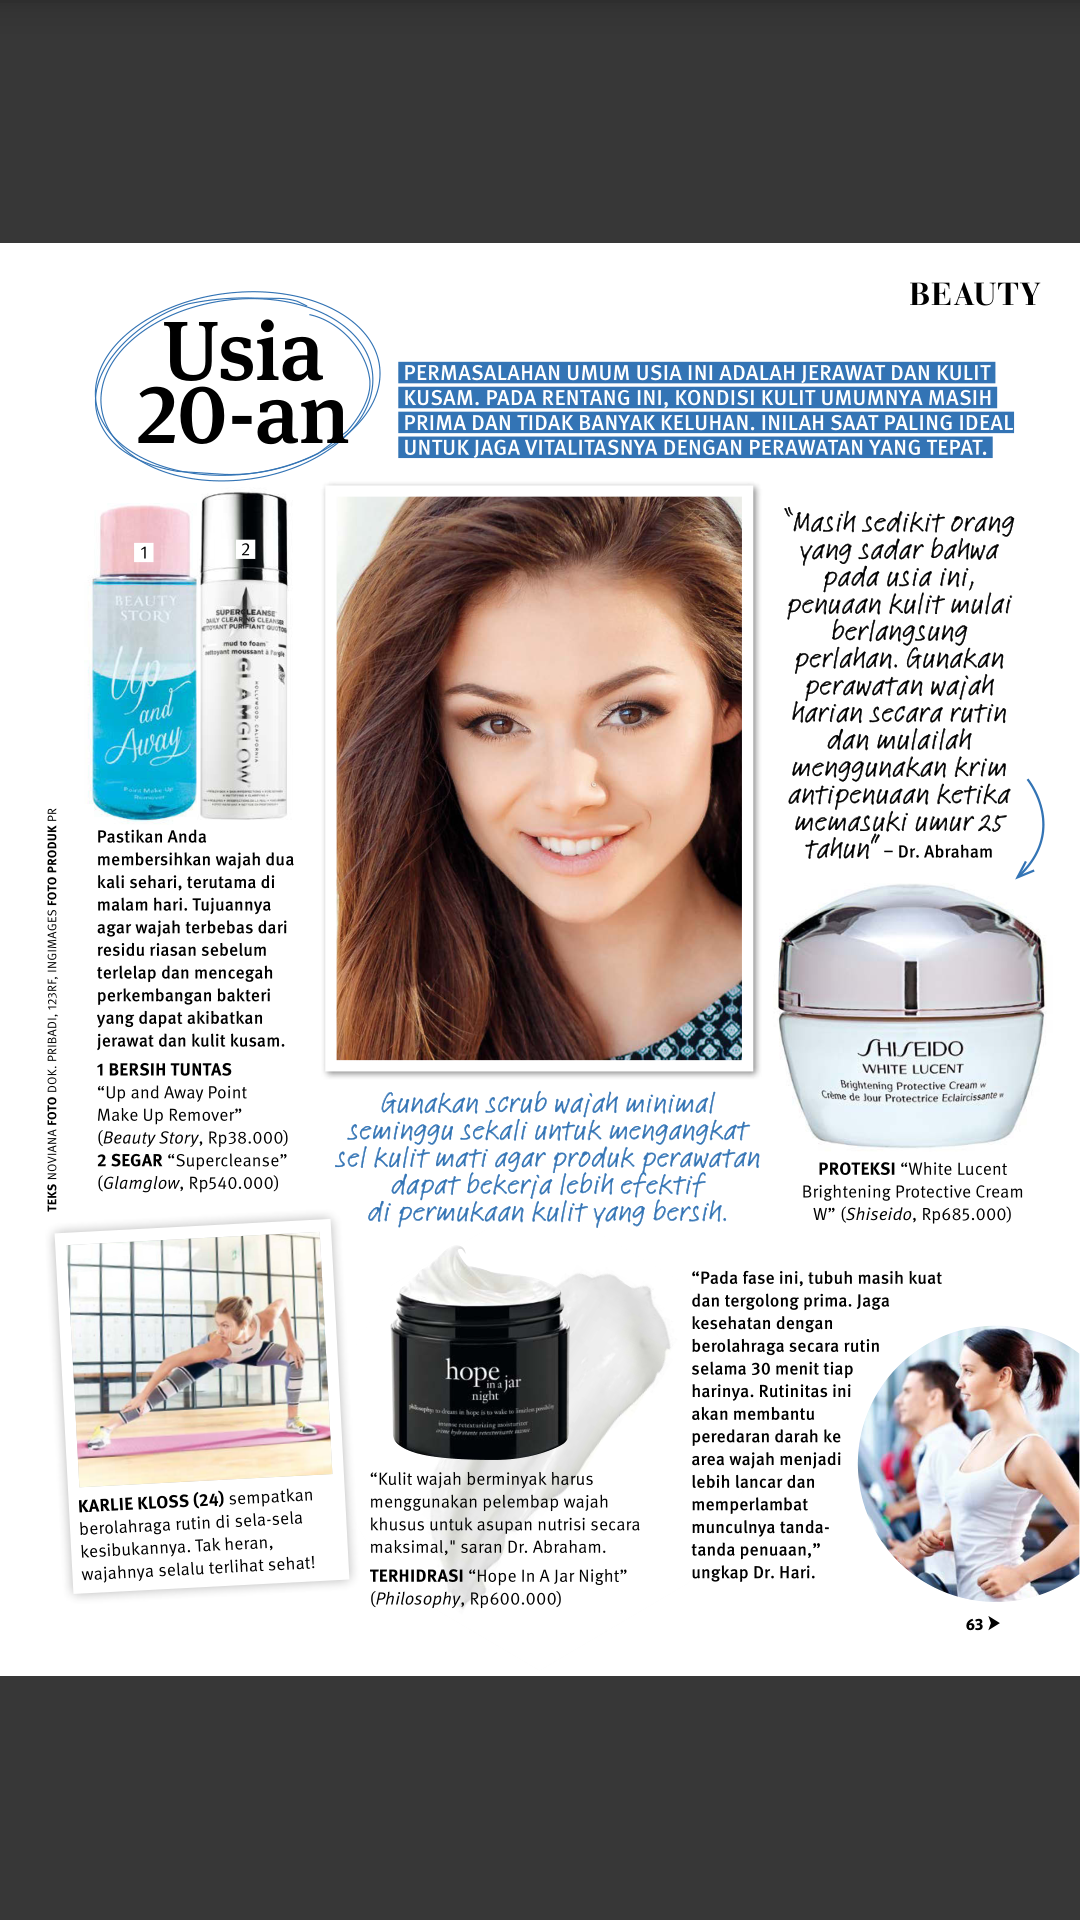 BEAUTY
Usia
20-an
PERMASALAHAN UMUM USIA INI ADALAH JERAWAT DAN KULIT
KUSAM. PADA RENTANG INI, KONDISI KULIT UMUMNYA MASIH
PRIMA DAN TIDAK BANYAK KELUHAN. INILAH SAAT PALING IDEAL
UNTUK JAGA VITALITASNYA DENGAN PERAWATAN YANG TEPAT.
1
BEAUTY
STORY
Up
and
Away
Point Make Up
Remover
2
SUPERCLEANSE
DAILY CLEARING CLEANSER
NETTOYANT PURIFIANT QUOTIDIEN
mud to foam
nettoyant moussant à l'argile
GLAMGLOW
HOLLYWOOD, CALIFORNIA
"Masih sedikit orang
yang sadar bahwa
pada usia ini,
penuaan kulit mulai
berlangsung
perlahan. Gunakan
perawatan wajah
harian secara rutin
dan mulailah
menggunakan krim
antipenuaan ketika
memasuki umur 25
tahun" – Dr. Abraham
Pastikan Anda
membersihkan wajah dua
kali sehari, terutama di
malam hari. Tujuannya
agar wajah terbebas dari
residu riasan sebelum
terlelap dan mencegah
perkembangan bakteri
yang dapat akibatkan
jerawat dan kulit kusam.
1 BERSIH TUNTAS
“Up and Away Point
Make Up Remover”
(Beauty Story, Rp38.000)
2 SEGAR “Supercleanse”
(Glamglow, Rp540.000)
TEKS NOVIANA FOTO DOK. PRIBADI, 123RF, INGIMAGES FOTO PRODUK PR
Gunakan scrub wajah minimal
seminggu sekali untuk mengangkat
sel kulit mati agar produk perawatan
dapat bekerja lebih efektif
di permukaan kulit yang bersih.
SHISEIDO
WHITE LUCENT
Brightening Protective Cream W
Crème de Jour Protectrice Eclaircissante W
PROTEKSI “White Lucent
Brightening Protective Cream
W” (Shiseido, Rp685.000)
KARLIE KLOSS (24) sempatkan
berolahraga rutin di sela-sela
kesibukannya. Tak heran,
wajahnya selalu terlihat sehat!
hope
in a jar
night
philosophy: to dream in hope is to wake to limitless possibility
intense retexturizing moisturizer
“Kulit wajah berminyak harus
menggunakan pelembap wajah
khusus untuk asupan nutrisi secara
maksimal," saran Dr. Abraham.
TERHIDRASI “Hope In A Jar Night”
(Philosophy, Rp600.000)
“Pada fase ini, tubuh masih kuat
dan tergolong prima. Jaga
kesehatan dengan
berolahraga secara rutin
selama 30 menit tiap
harinya. Rutinitas ini
akan membantu
peredaran darah ke
area wajah menjadi
lebih lancar dan
memperlambat
munculnya tanda-
tanda penuaan,”
ungkap Dr. Hari.
63